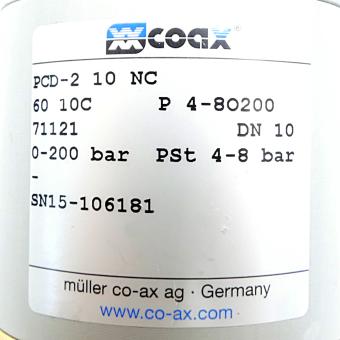 coax®
PCD-2 10 NC
60 10C P 4-80200
71121 DN 10
0-200 bar PSt 4-8 bar
-
SN15-106181
müller co-ax ag · Germany
www.co-ax.com